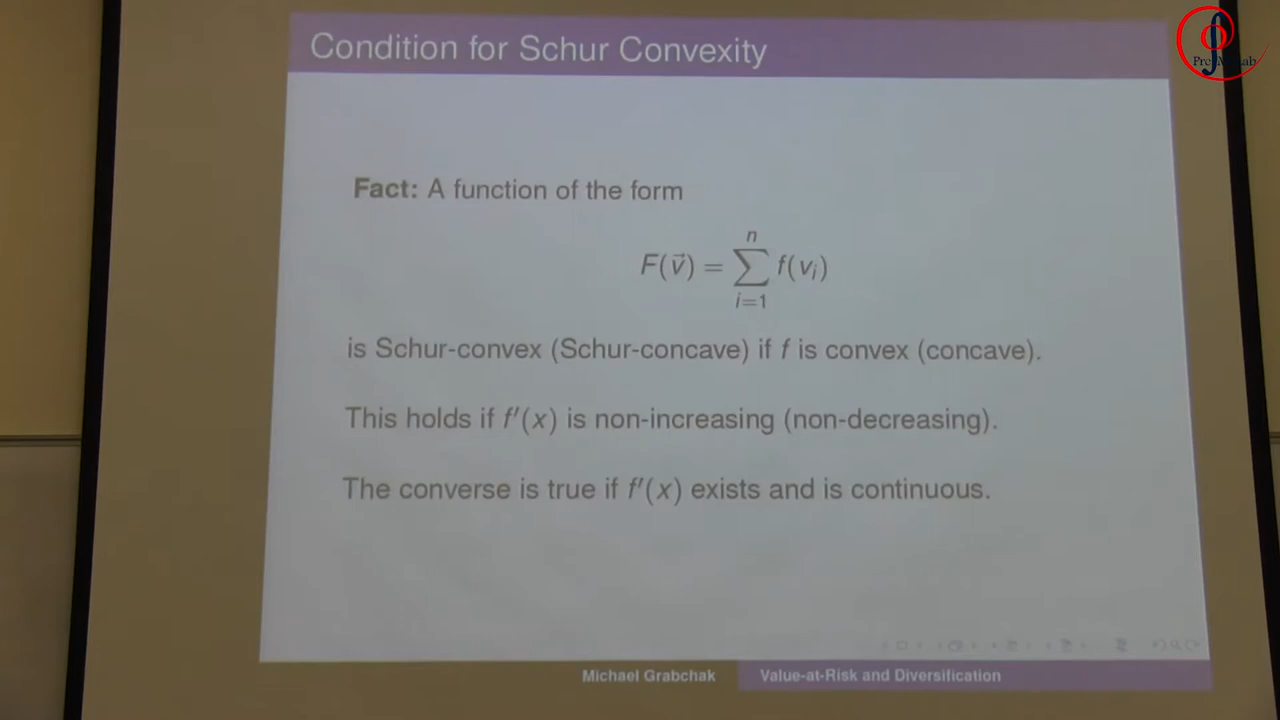 Condition for Schur Convexity
Fact: A function of the form
F(v⃗) = ∑ᵢ₌₁ⁿ f(vᵢ)
is Schur-convex (Schur-concave) if f is convex (concave).
This holds if f′(x) is non-increasing (non-decreasing).
The converse is true if f′(x) exists and is continuous.
Michael Grabchak
Value-at-Risk and Diversification